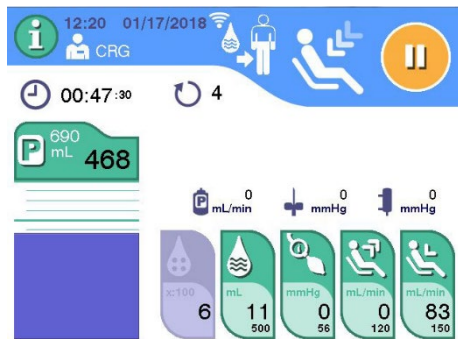 i 12:20 01/17/2018
CRG
00:47:30 4
P 690 mL 468
P mL/min 0 mmHg 0 mmHg 0
x:100 6
mL 11 500
mmHg 0 56
mL/min 0 120
mL/min 83 150